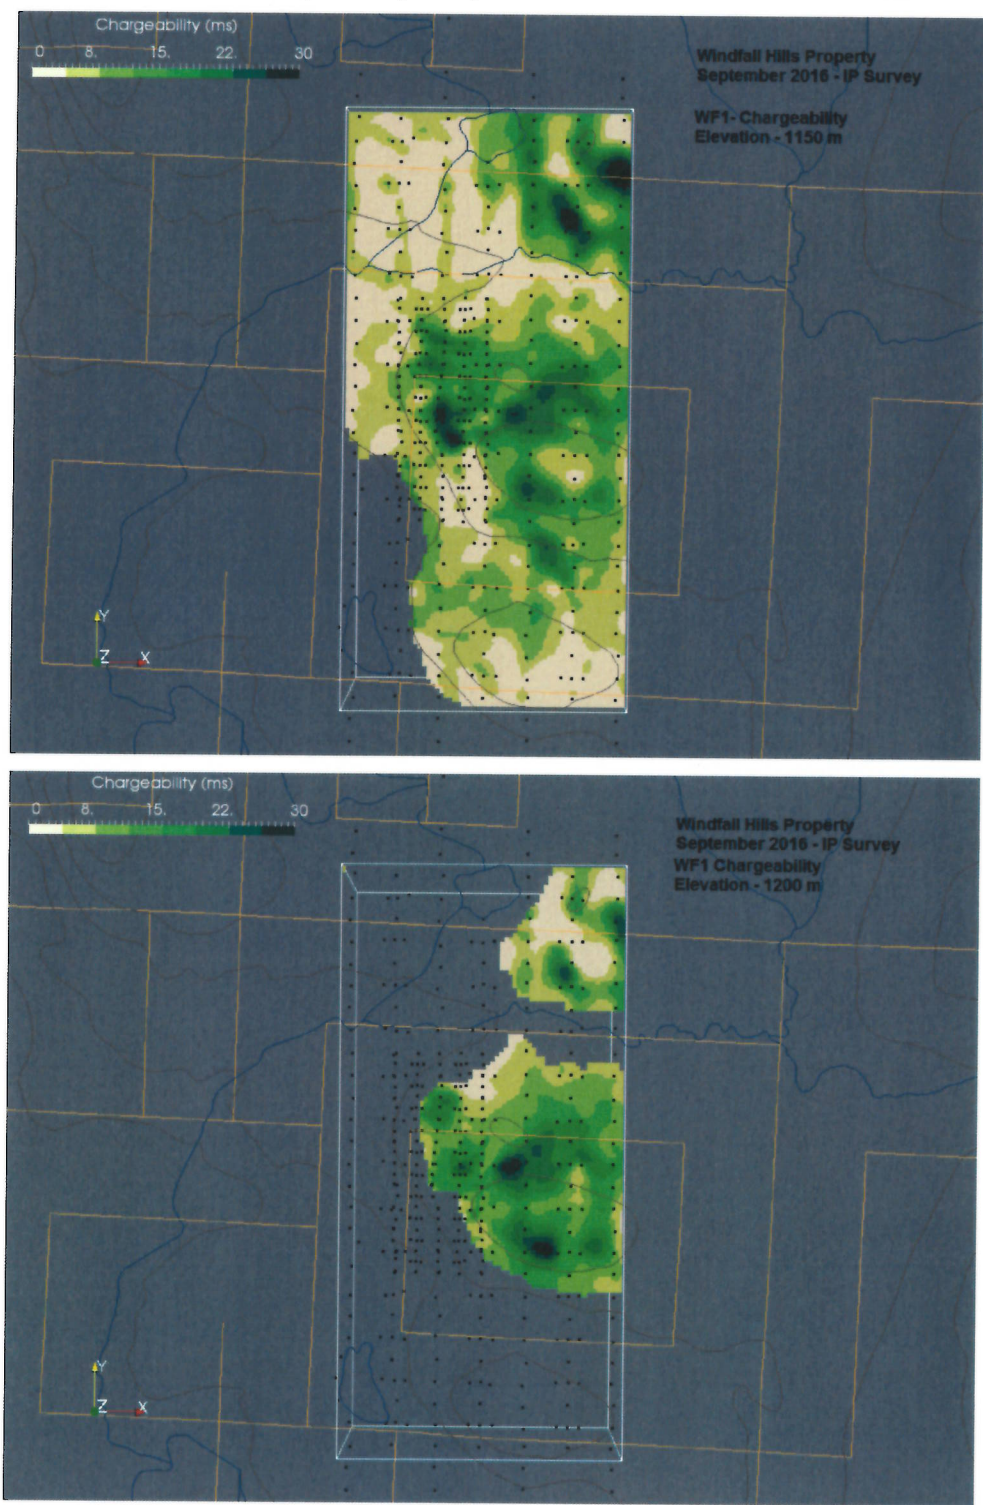 Chargeability (ms)
0 8. 15. 22. 30
Windfall Hills Property
September 2016 - IP Survey
WF1- Chargeability
Elevation - 1150 m
Y
Z X
Chargeability (ms)
0 8. 15. 22. 30
Windfall Hills Property
September 2016 - IP Survey
WF1 Chargeability
Elevation - 1200 m
Y
Z X